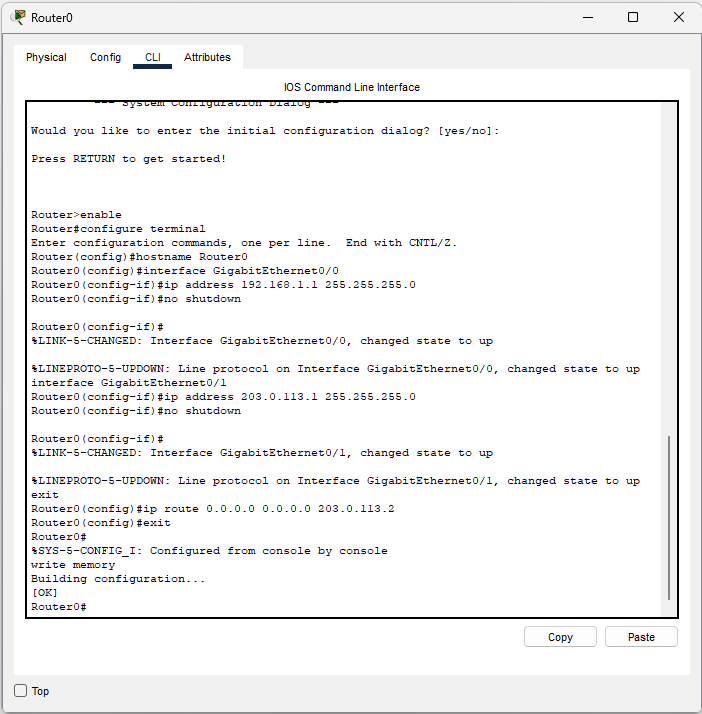 Router0
Physical Config CLI Attributes
IOS Command Line Interface
--- System Configuration Dialog ---
Would you like to enter the initial configuration dialog? [yes/no]:
Press RETURN to get started!
Router>enable
Router#configure terminal
Enter configuration commands, one per line.  End with CNTL/Z.
Router(config)#hostname Router0
Router0(config)#interface GigabitEthernet0/0
Router0(config-if)#ip address 192.168.1.1 255.255.255.0
Router0(config-if)#no shutdown
Router0(config-if)#
%LINK-5-CHANGED: Interface GigabitEthernet0/0, changed state to up
%LINEPROTO-5-UPDOWN: Line protocol on Interface GigabitEthernet0/0, changed state to up
interface GigabitEthernet0/1
Router0(config-if)#ip address 203.0.113.1 255.255.255.0
Router0(config-if)#no shutdown
Router0(config-if)#
%LINK-5-CHANGED: Interface GigabitEthernet0/1, changed state to up
%LINEPROTO-5-UPDOWN: Line protocol on Interface GigabitEthernet0/1, changed state to up
exit
Router0(config)#ip route 0.0.0.0 0.0.0.0 203.0.113.2
Router0(config)#exit
Router0#
%SYS-5-CONFIG_I: Configured from console by console
write memory
Building configuration...
[OK]
Router0#
Copy Paste
Top